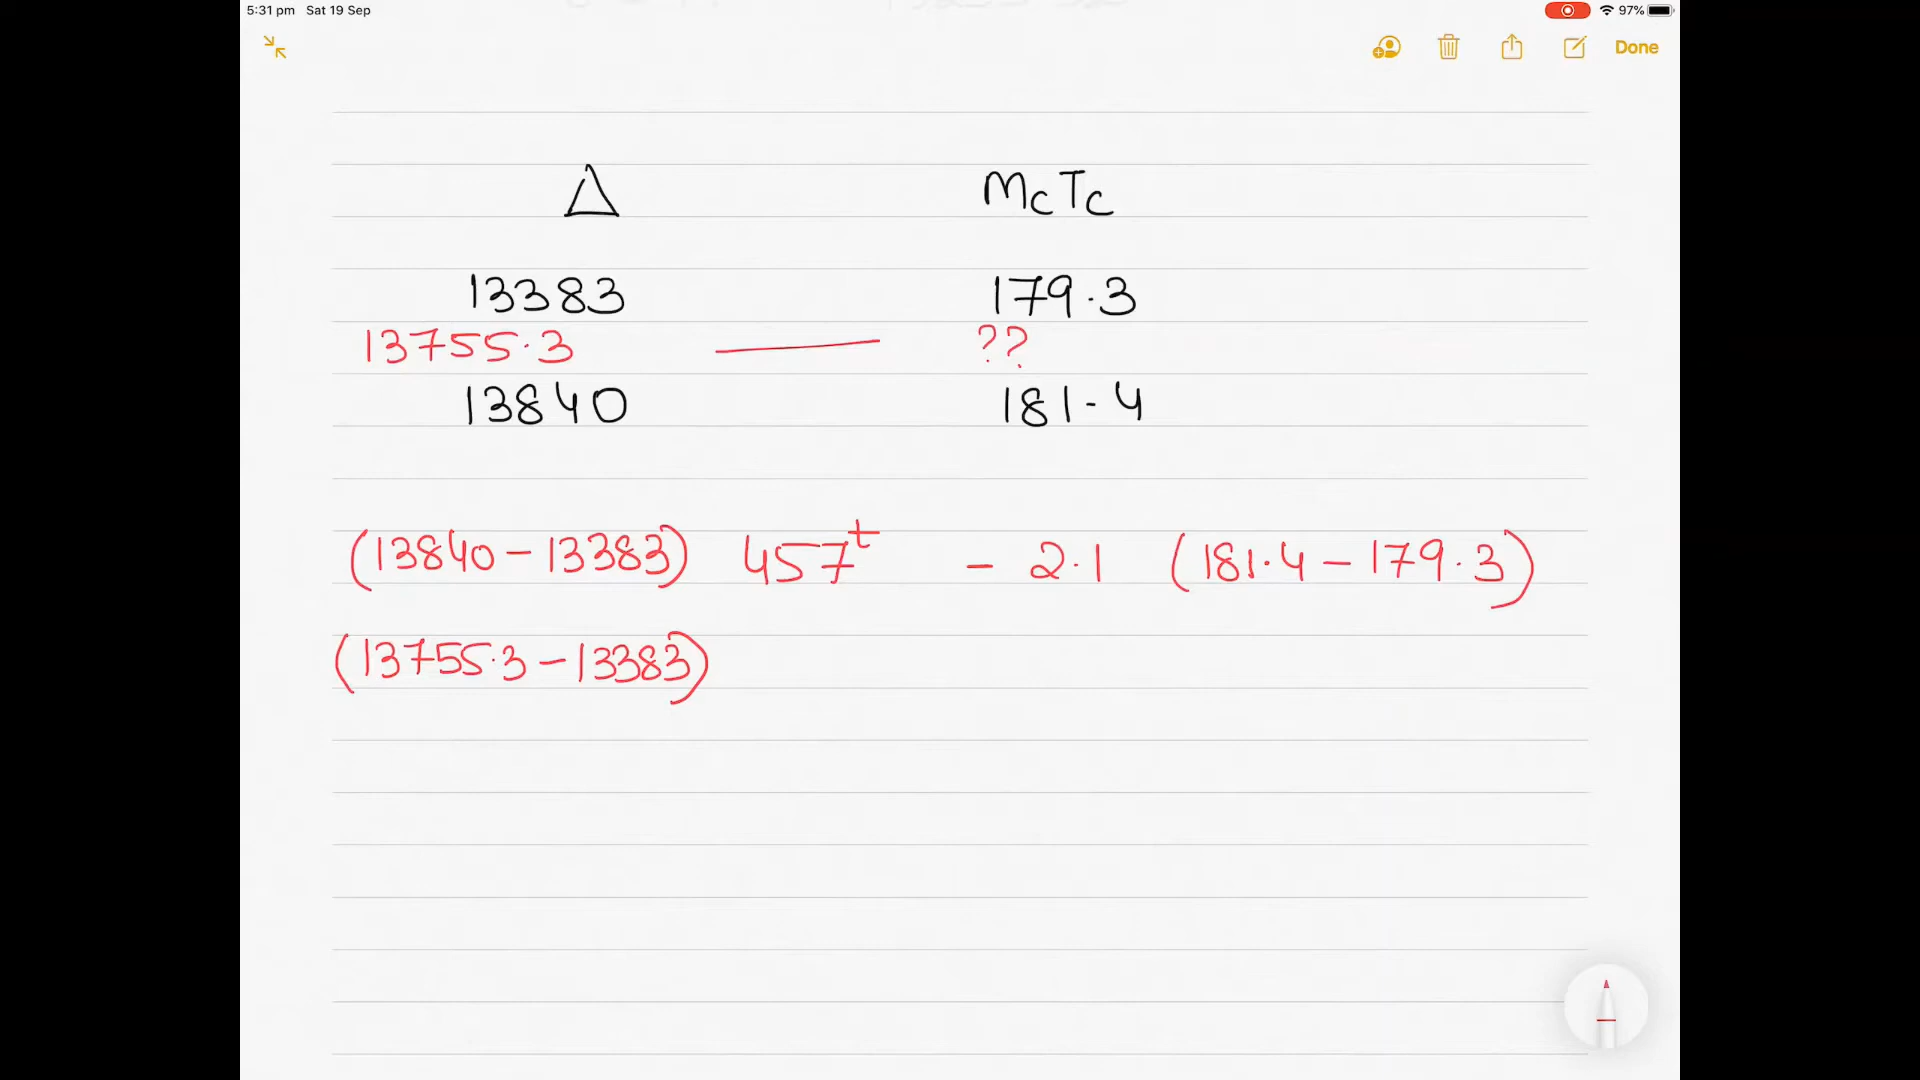 5:31 pm Sat 19 Sep 97%
Done
Δ McTc
13383 179.3
13755.3 — ??
13840 181.4
(13840 - 13383) 457t - 2.1 (181.4 - 179.3)
(13755.3 - 13383)